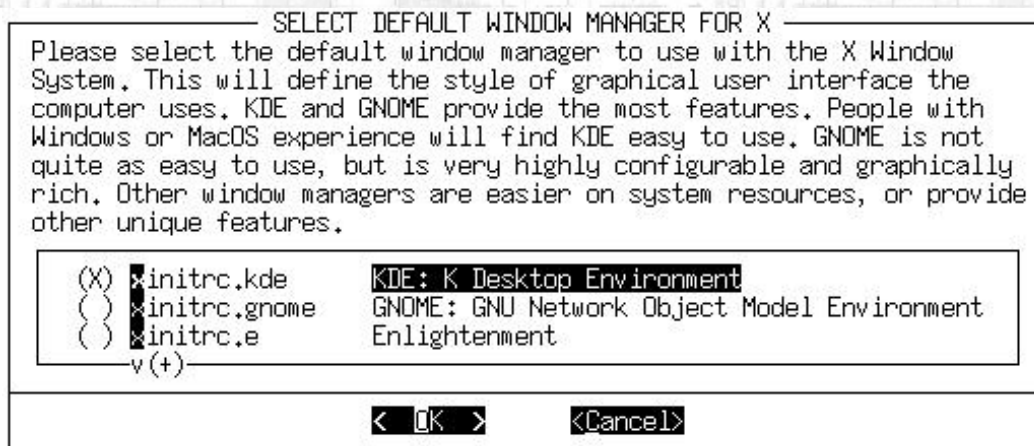 SELECT DEFAULT WINDOW MANAGER FOR X
Please select the default window manager to use with the X Window
System. This will define the style of graphical user interface the
computer uses. KDE and GNOME provide the most features. People with
Windows or MacOS experience will find KDE easy to use. GNOME is not
quite as easy to use, but is very highly configurable and graphically
rich. Other window managers are easier on system resources, or provide
other unique features.
(X) xinitrc.kde KDE: K Desktop Environment
( ) xinitrc.gnome GNOME: GNU Network Object Model Environment
( ) xinitrc.e Enlightenment
v(+)
< OK > <Cancel>